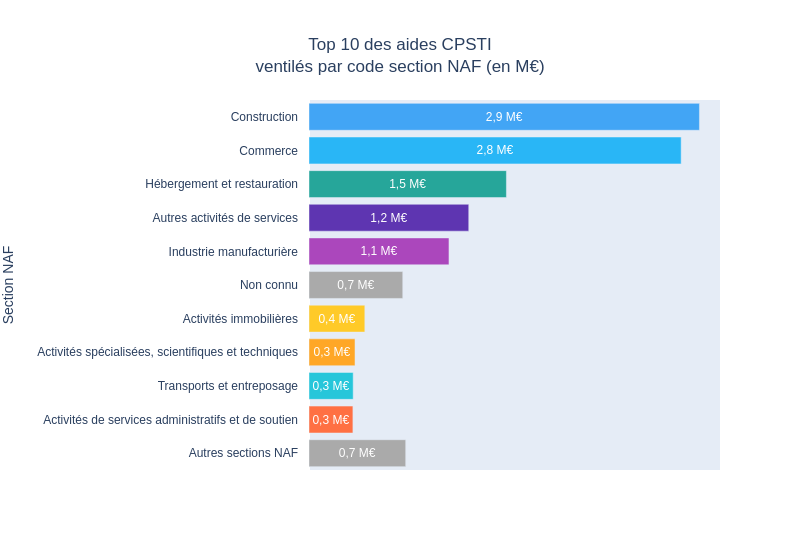 Top 10 des aides CPSTI
ventilés par code section NAF (en M€)
Section NAF
Construction 2,9 M€
Commerce 2,8 M€
Hébergement et restauration 1,5 M€
Autres activités de services 1,2 M€
Industrie manufacturière 1,1 M€
Non connu 0,7 M€
Activités immobilières 0,4 M€
Activités spécialisées, scientifiques et techniques 0,3 M€
Transports et entreposage 0,3 M€
Activités de services administratifs et de soutien 0,3 M€
Autres sections NAF 0,7 M€